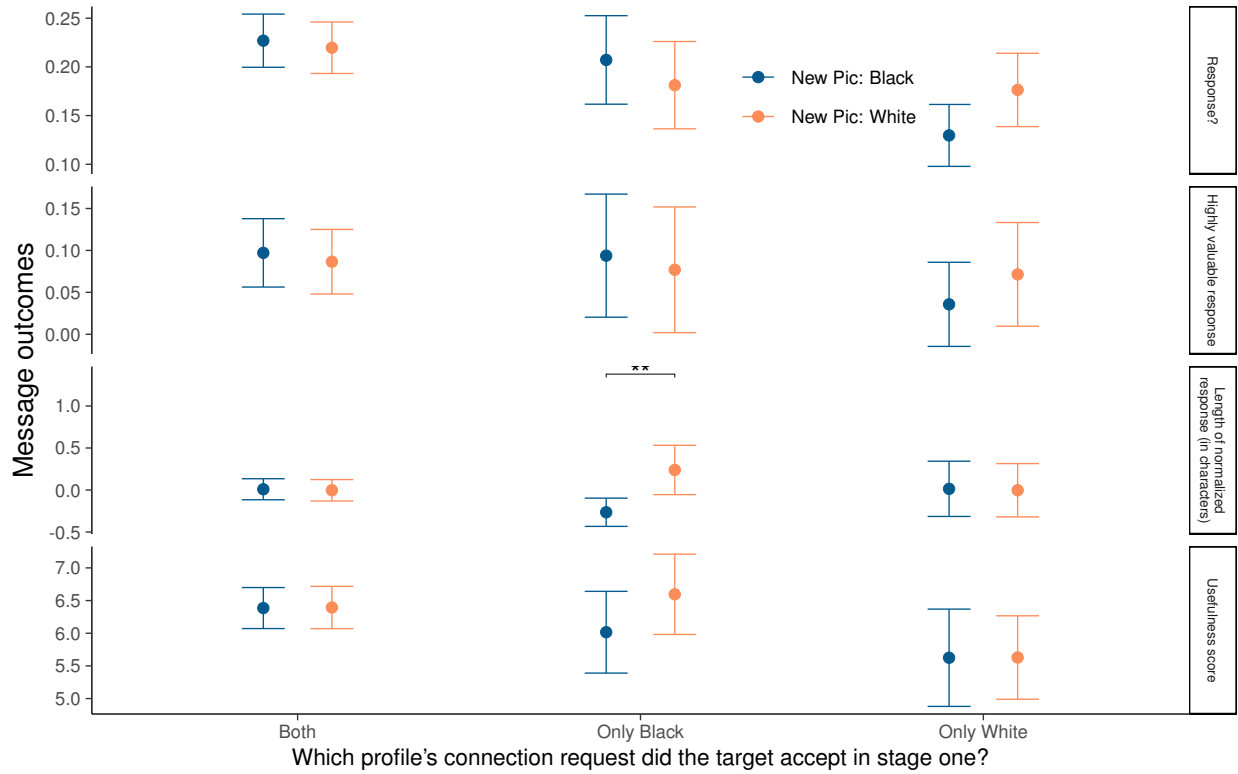 Message outcomes
0.25
0.20
0.15
0.10
New Pic: Black
New Pic: White
Response?
0.15
0.10
0.05
0.00
Highly valuable response
**
1.0
0.5
0.0
-0.5
Length of normalized
response (in characters)
7.0
6.5
6.0
5.5
5.0
Usefulness score
Both
Only Black
Only White
Which profile's connection request did the target accept in stage one?